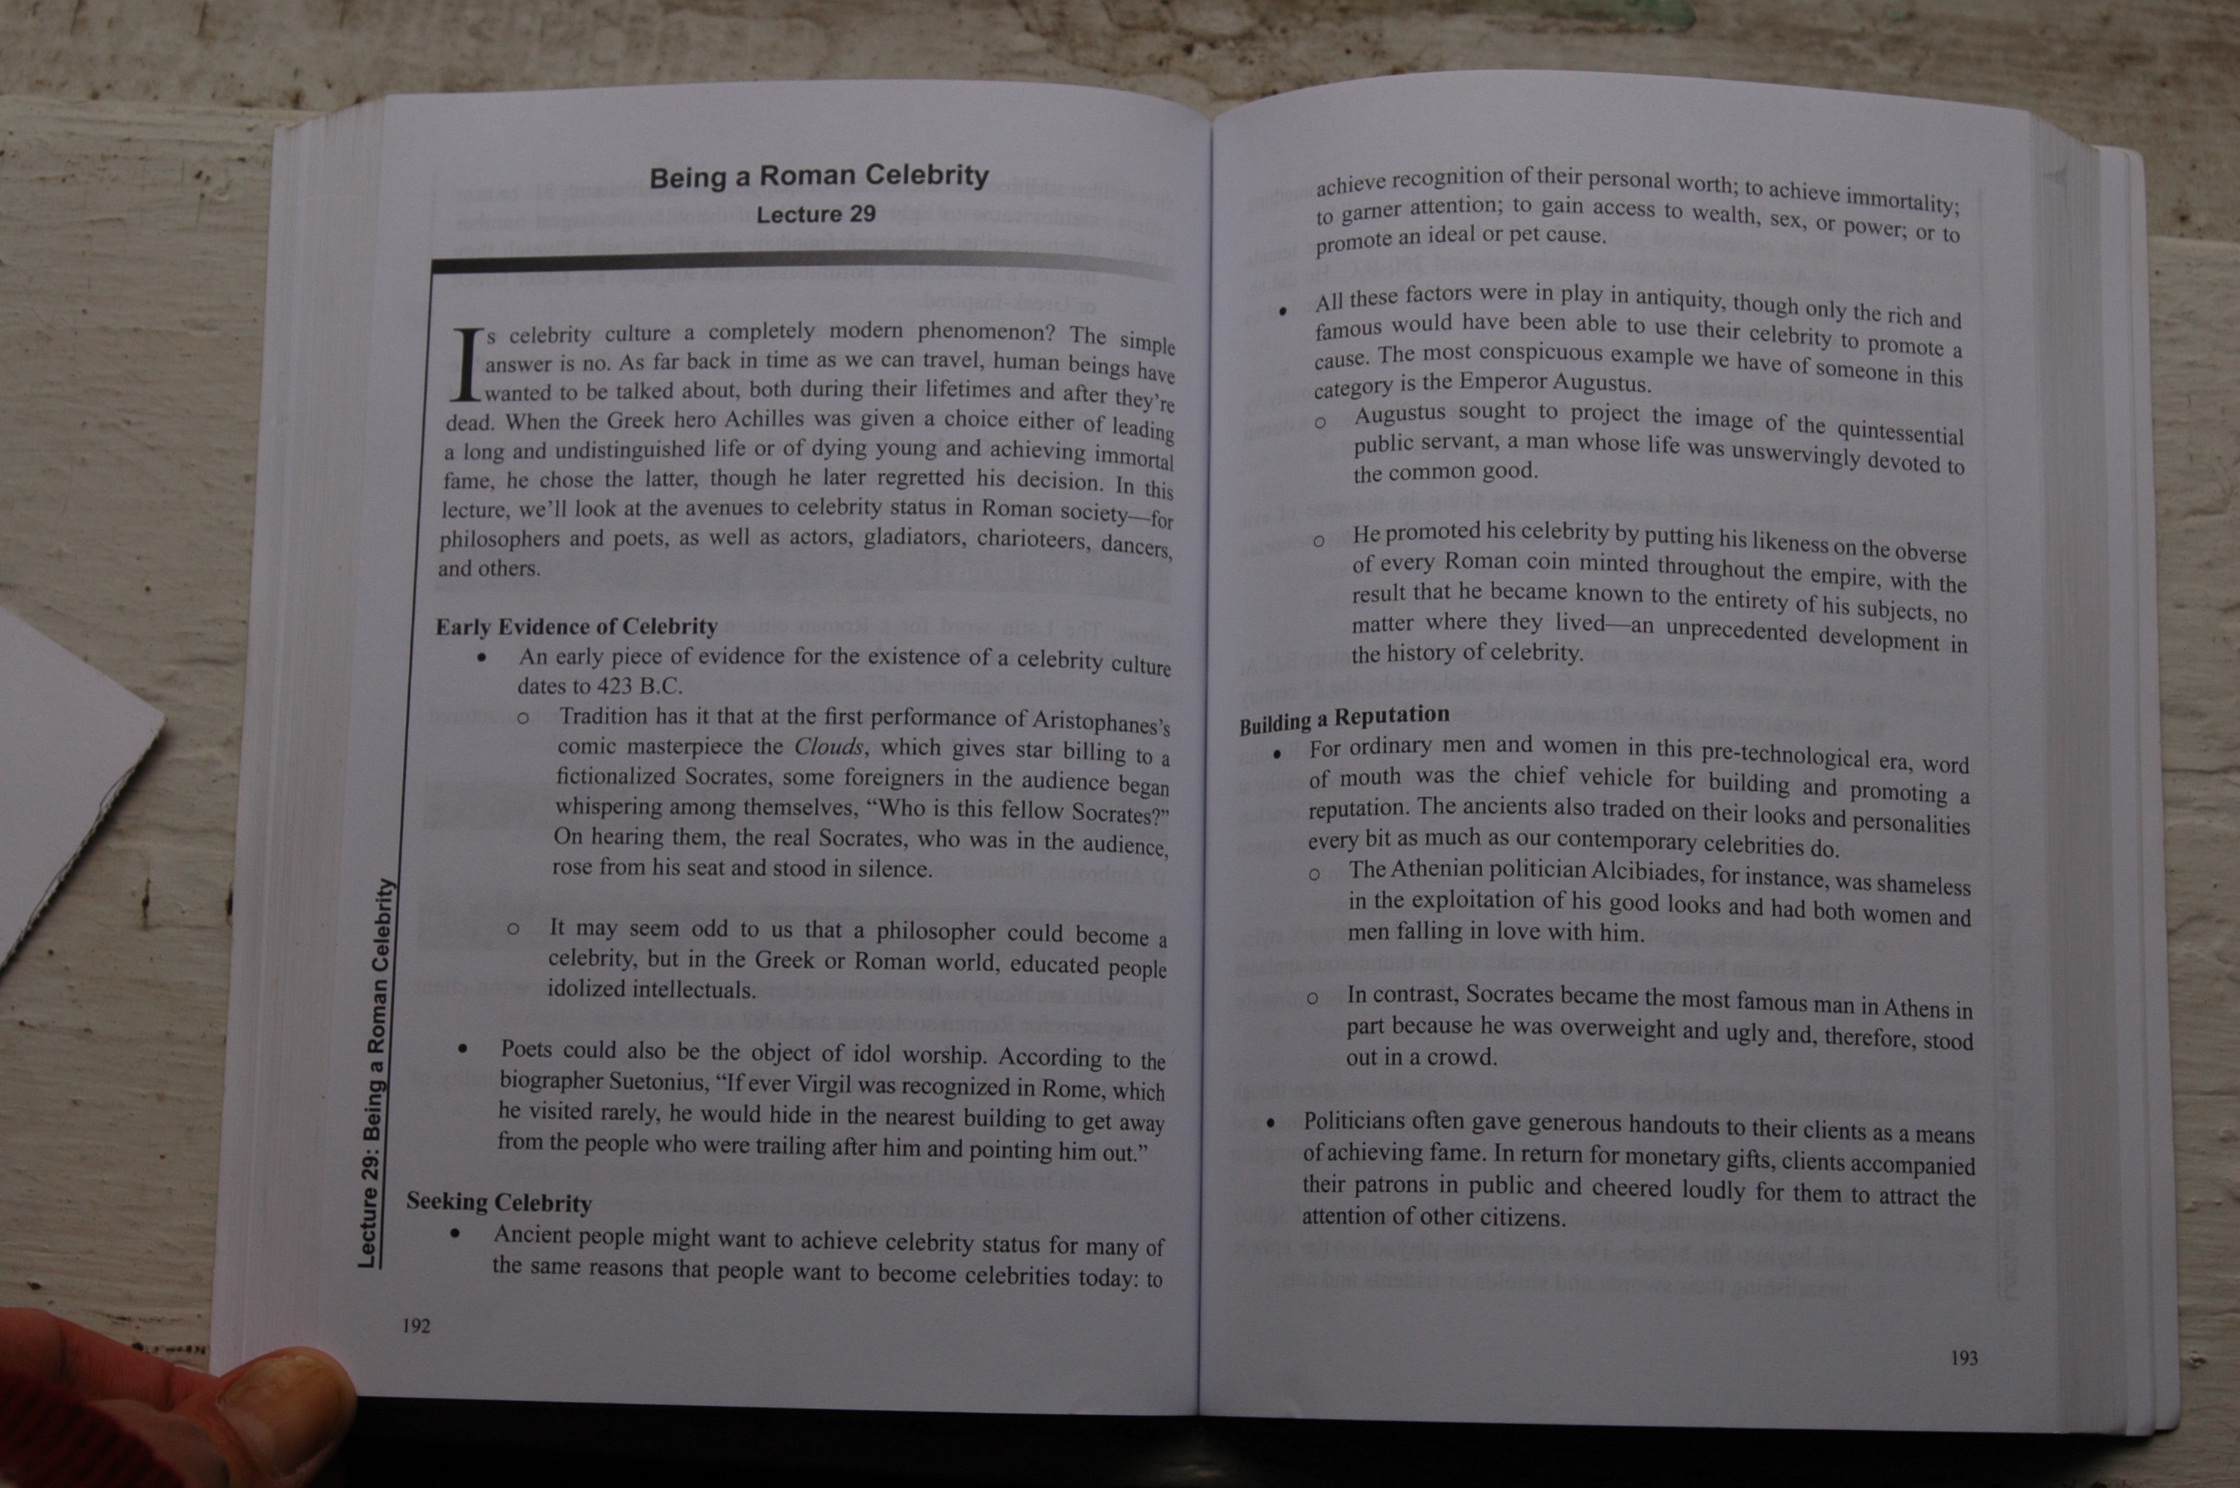 Being a Roman Celebrity
Lecture 29
Is celebrity culture a completely modern phenomenon? The simple
answer is no. As far back in time as we can travel, human beings have
wanted to be talked about, both during their lifetimes and after they're
dead. When the Greek hero Achilles was given a choice either of leading
a long and undistinguished life or of dying young and achieving immortal
fame, he chose the latter, though he later regretted his decision. In this
lecture, we'll look at the avenues to celebrity status in Roman society—for
philosophers and poets, as well as actors, gladiators, charioteers, dancers,
and others.
Early Evidence of Celebrity
• An early piece of evidence for the existence of a celebrity culture
dates to 423 B.C.
○ Tradition has it that at the first performance of Aristophanes's
comic masterpiece the Clouds, which gives star billing to a
fictionalized Socrates, some foreigners in the audience began
whispering among themselves, “Who is this fellow Socrates?”
On hearing them, the real Socrates, who was in the audience,
rose from his seat and stood in silence.
○ It may seem odd to us that a philosopher could become a
celebrity, but in the Greek or Roman world, educated people
idolized intellectuals.
• Poets could also be the object of idol worship. According to the
biographer Suetonius, “If ever Virgil was recognized in Rome, which
he visited rarely, he would hide in the nearest building to get away
from the people who were trailing after him and pointing him out.”
Seeking Celebrity
• Ancient people might want to achieve celebrity status for many of
the same reasons that people want to become celebrities today: to
Lecture 29: Being a Roman Celebrity
192
achieve recognition of their personal worth; to achieve immortality;
to garner attention; to gain access to wealth, sex, or power; or to
promote an ideal or pet cause.
• All these factors were in play in antiquity, though only the rich and
famous would have been able to use their celebrity to promote a
cause. The most conspicuous example we have of someone in this
category is the Emperor Augustus.
○ Augustus sought to project the image of the quintessential
public servant, a man whose life was unswervingly devoted to
the common good.
○ He promoted his celebrity by putting his likeness on the obverse
of every Roman coin minted throughout the empire, with the
result that he became known to the entirety of his subjects, no
matter where they lived—an unprecedented development in
the history of celebrity.
Building a Reputation
• For ordinary men and women in this pre-technological era, word
of mouth was the chief vehicle for building and promoting a
reputation. The ancients also traded on their looks and personalities
every bit as much as our contemporary celebrities do.
○ The Athenian politician Alcibiades, for instance, was shameless
in the exploitation of his good looks and had both women and
men falling in love with him.
○ In contrast, Socrates became the most famous man in Athens in
part because he was overweight and ugly and, therefore, stood
out in a crowd.
• Politicians often gave generous handouts to their clients as a means
of achieving fame. In return for monetary gifts, clients accompanied
their patrons in public and cheered loudly for them to attract the
attention of other citizens.
193